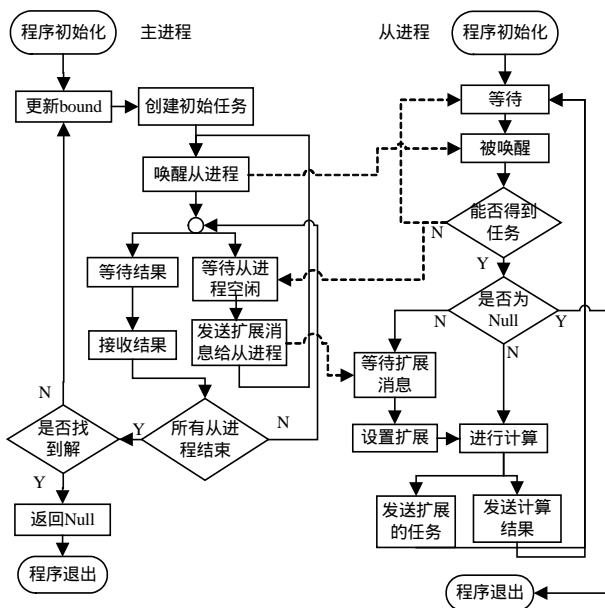 程序初始化
主进程
从进程
程序初始化
更新bound
创建初始任务
等待
唤醒从进程
被唤醒
能否得到
任务
N
Y
等待结果
等待从进
程空闲
是否为
Null
N
Y
N
接收结果
发送扩展消
息给从进程
等待扩展
消息
N
是否找
到解
Y
所有从进
程结束
N
设置扩展
进行计算
Y
返回Null
发送扩展
的任务
发送计算
结果
程序退出
程序退出